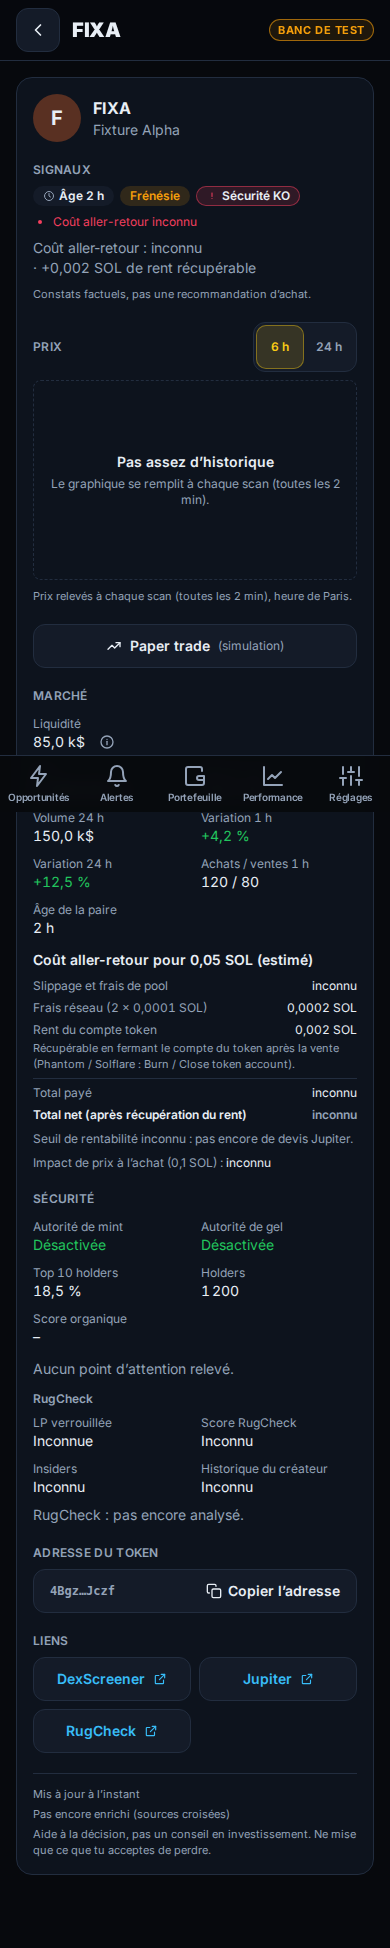 FIXA
BANC DE TEST
F
FIXA
Fixture Alpha
SIGNAUX
Âge 2 h
Frénésie
Sécurité KO
• Coût aller-retour inconnu
Coût aller-retour : inconnu
· +0,002 SOL de rent récupérable
Constats factuels, pas une recommandation d’achat.
PRIX
6 h
24 h
Pas assez d’historique
Le graphique se remplit à chaque scan (toutes les 2
min).
Prix relevés à chaque scan (toutes les 2 min), heure de Paris.
Paper trade (simulation)
MARCHÉ
Liquidité
85,0 k$
Opportunités
Alertes
Portefeuille
Performance
Réglages
Volume 24 h
Variation 1 h
150,0 k$
+4,2 %
Variation 24 h
Achats / ventes 1 h
+12,5 %
120 / 80
Âge de la paire
2 h
Coût aller-retour pour 0,05 SOL (estimé)
Slippage et frais de pool inconnu
Frais réseau (2 × 0,0001 SOL) 0,0002 SOL
Rent du compte token 0,002 SOL
Récupérable en fermant le compte du token après la vente
(Phantom / Solflare : Burn / Close token account).
Total payé inconnu
Total net (après récupération du rent) inconnu
Seuil de rentabilité inconnu : pas encore de devis Jupiter.
Impact de prix à l’achat (0,1 SOL) : inconnu
SÉCURITÉ
Autorité de mint
Autorité de gel
Désactivée
Désactivée
Top 10 holders
Holders
18,5 %
1 200
Score organique
–
Aucun point d’attention relevé.
RugCheck
LP verrouillée
Score RugCheck
Inconnue
Inconnu
Insiders
Historique du créateur
Inconnu
Inconnu
RugCheck : pas encore analysé.
ADRESSE DU TOKEN
4Bgz…Jczf
Copier l’adresse
LIENS
DexScreener
Jupiter
RugCheck
Mis à jour à l’instant
Pas encore enrichi (sources croisées)
Aide à la décision, pas un conseil en investissement. Ne mise
que ce que tu acceptes de perdre.